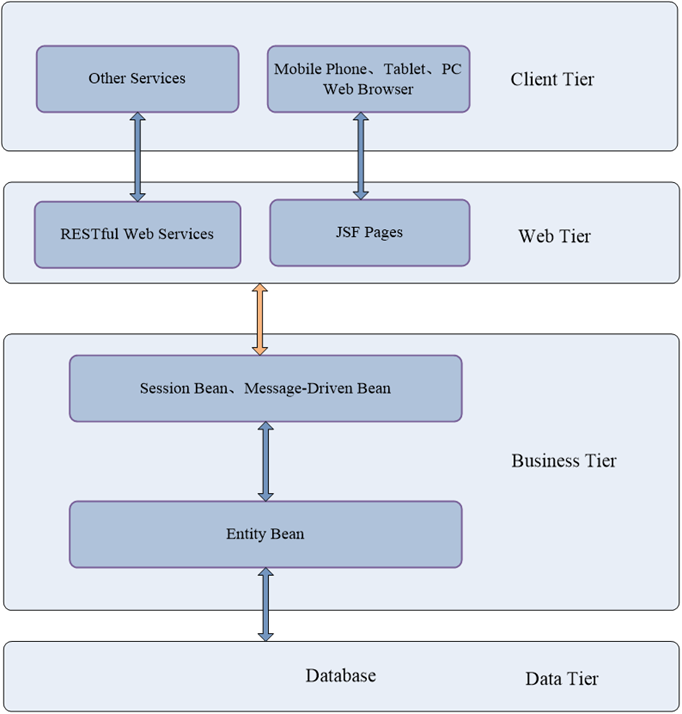 Other Services
Mobile Phone、Tablet、PC
Web Browser
Client Tier
RESTful Web Services
JSF Pages
Web Tier
Session Bean、Message-Driven Bean
Business Tier
Entity Bean
Database
Data Tier